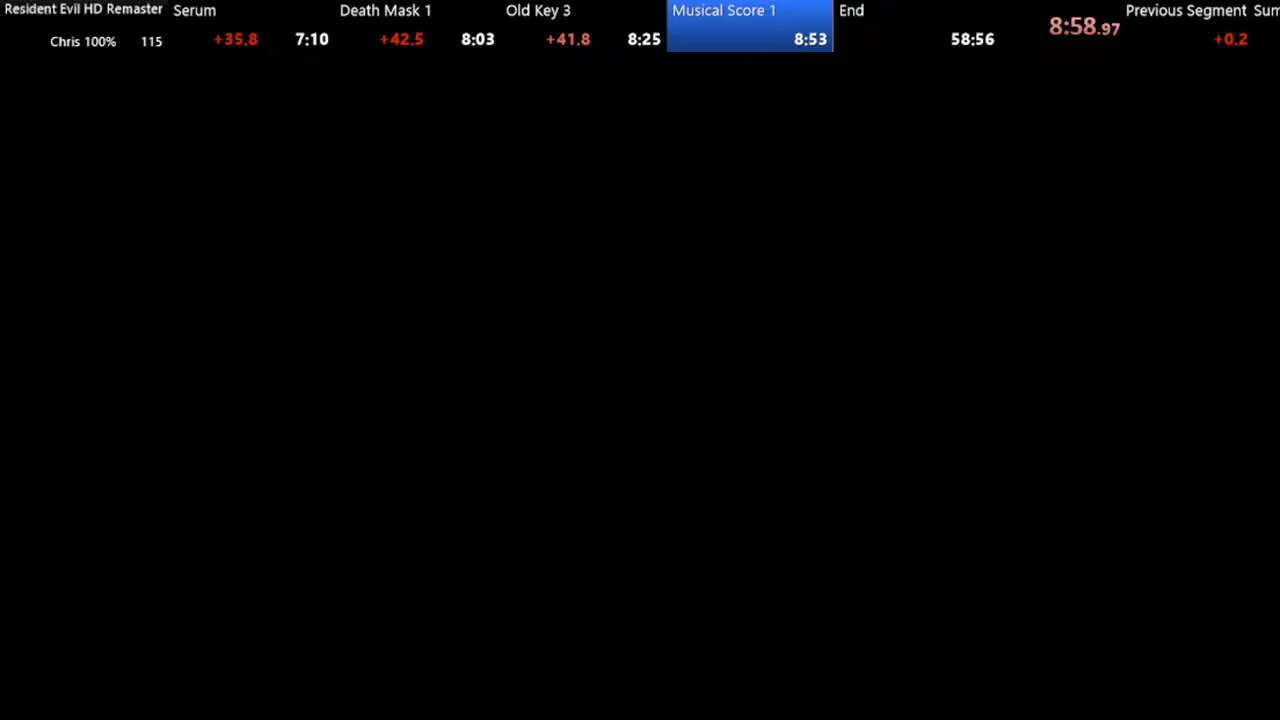 Resident Evil HD Remaster Serum Death Mask 1 Old Key 3 Musical Score 1 End 8:58.97 Previous Segment Sum
Chris 100% 115 +35.8 7:10 +42.5 8:03 +41.8 8:25 8:53 58:56 +0.2